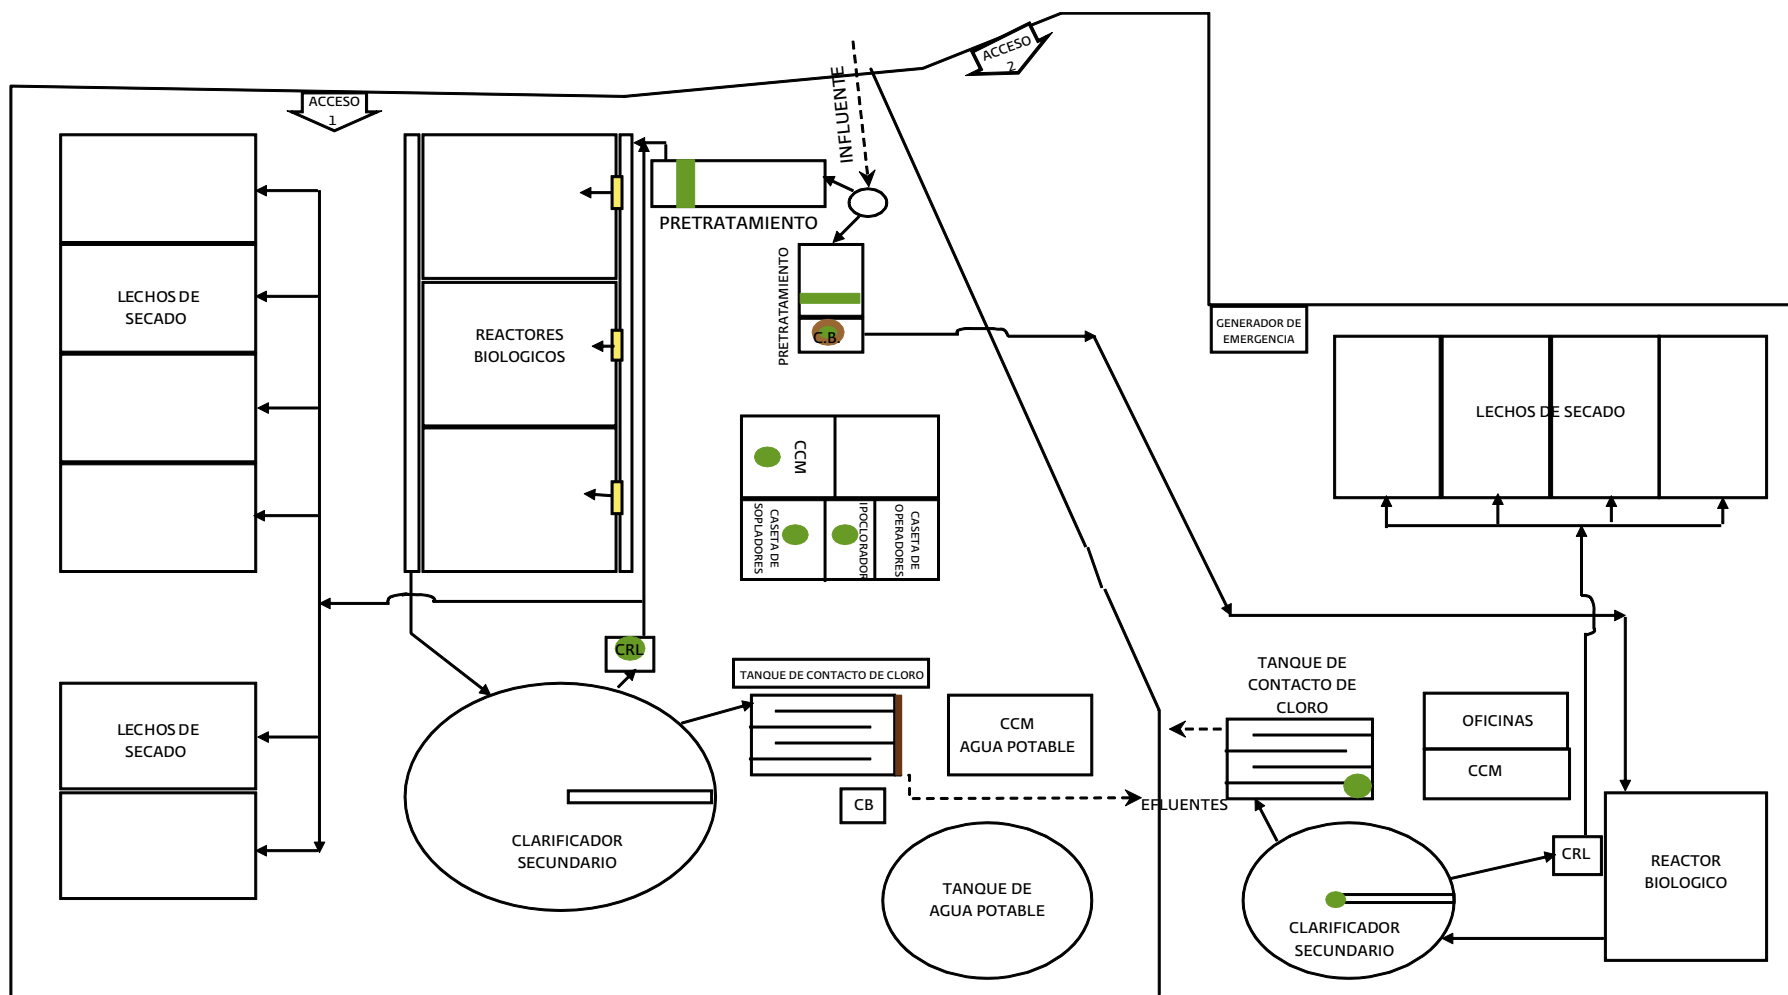 ACCESO
2
ACCESO
1
INFLUENTE
PRETRATAMIENTO
PRETRATAMIENTO
C.B.
LECHOS DE
SECADO
REACTORES
BIOLOGICOS
GENERADOR DE
EMERGENCIA
LECHOS DE SECADO
CCM
CASETA DE
SOPLADORES
IPOCLORADOR
CASETA DE
OPERADORES
CRL
TANQUE DE CONTACTO DE CLORO
TANQUE DE
CONTACTO DE
CLORO
LECHOS DE
SECADO
CCM
AGUA POTABLE
OFICINAS
CCM
CB
EFLUENTES
CLARIFICADOR
SECUNDARIO
TANQUE DE
AGUA POTABLE
CRL
REACTOR
BIOLOGICO
CLARIFICADOR
SECUNDARIO